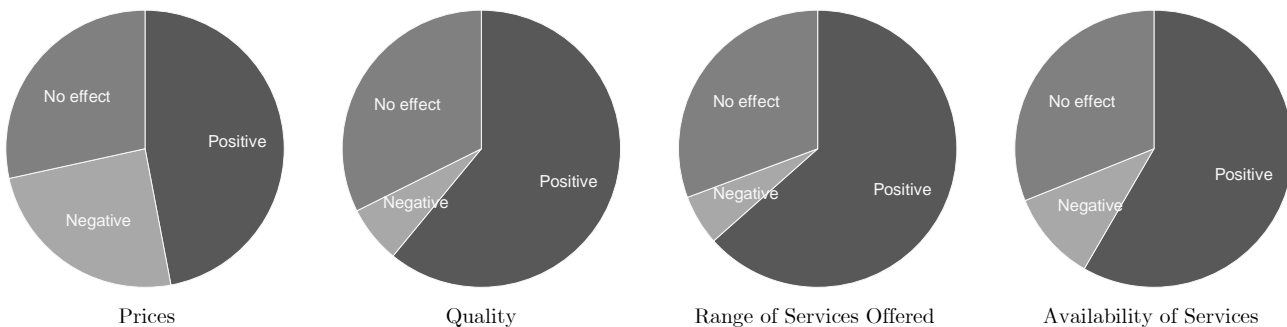 No effect
Positive
Negative
Prices
No effect
Positive
Negative
Quality
No effect
Positive
Negative
Range of Services Offered
No effect
Positive
Negative
Availability of Services